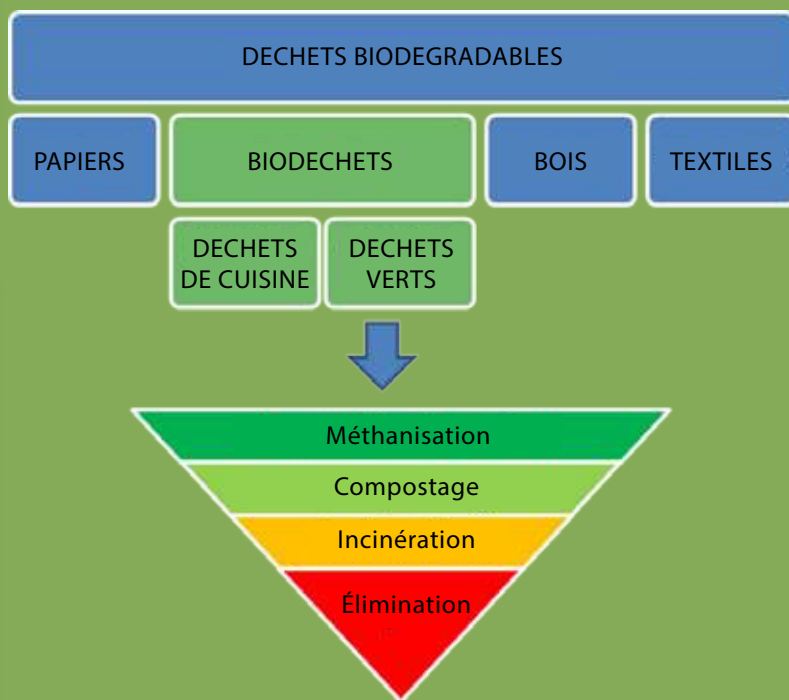 DECHETS BIODEGRADABLES
PAPIERS
BIODECHETS
BOIS
TEXTILES
DECHETS
DE CUISINE
DECHETS
VERTS
Méthanisation
Compostage
Incinération
Élimination